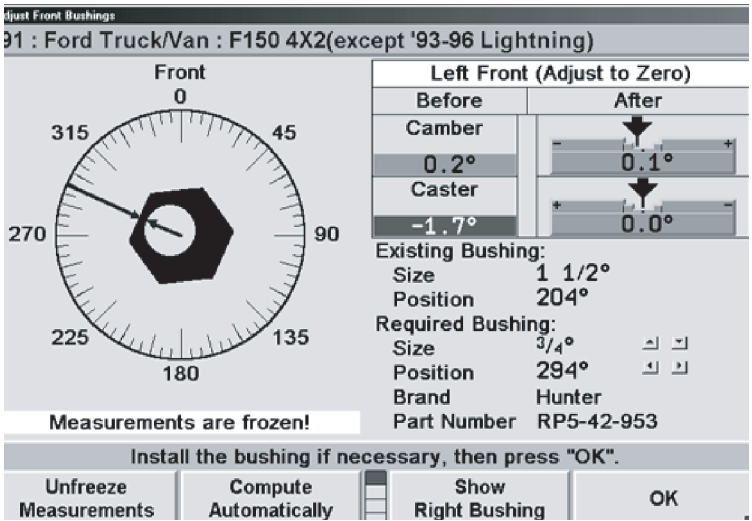 djust Front Bushings
91 : Ford Truck/Van : F150 4X2(except '93-96 Lightning)
Front
0
45
90
135
180
225
270
315
Measurements are frozen!
Left Front (Adjust to Zero)
Before After
Camber
0.2° - + 0.1°
Caster
-1.7° + - 0.0°
Existing Bushing:
Size 1 1/2°
Position 204°
Required Bushing:
Size 3/4°
Position 294°
Brand Hunter
Part Number RP5-42-953
Install the bushing if necessary, then press "OK".
Unfreeze
Measurements
Compute
Automatically
Show
Right Bushing
OK